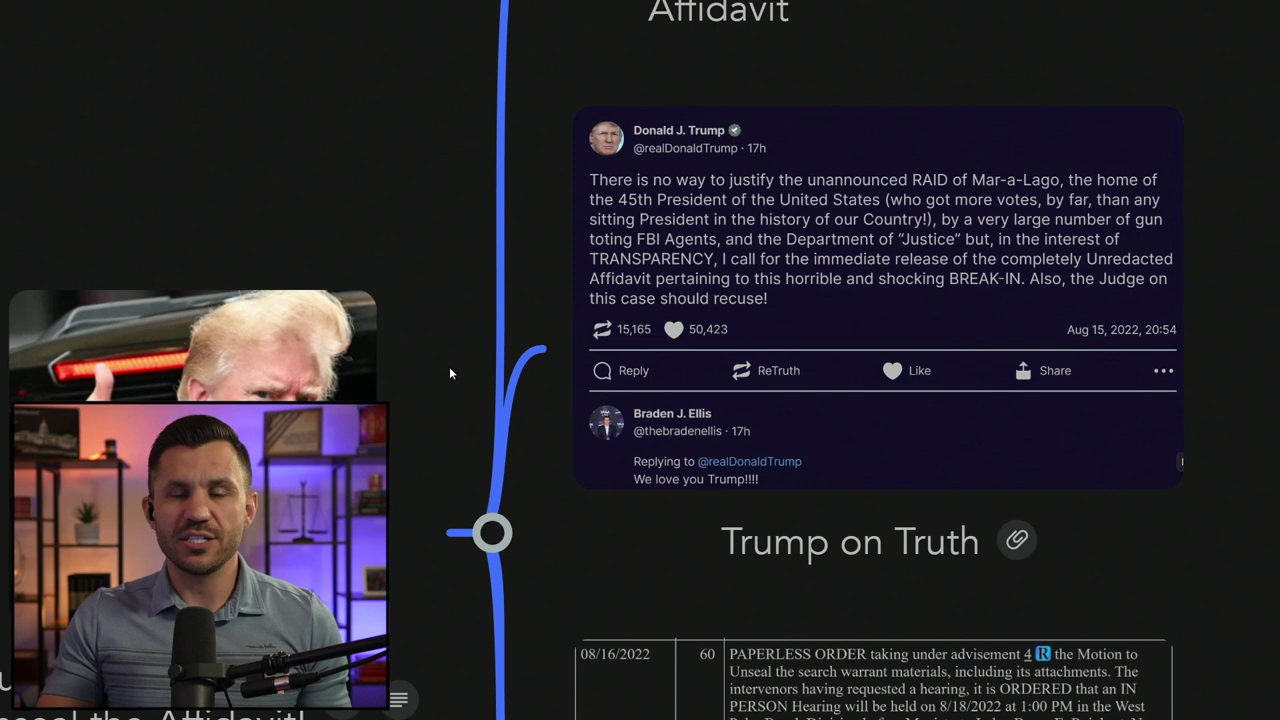 Affidavit
Donald J. Trump
@realDonaldTrump · 17h
There is no way to justify the unannounced RAID of Mar-a-Lago, the home of
the 45th President of the United States (who got more votes, by far, than any
sitting President in the history of our Country!), by a very large number of gun
toting FBI Agents, and the Department of “Justice” but, in the interest of
TRANSPARENCY, I call for the immediate release of the completely Unredacted
Affidavit pertaining to this horrible and shocking BREAK-IN. Also, the Judge on
this case should recuse!
15,165 50,423 Aug 15, 2022, 20:54
Reply ReTruth Like Share
Braden J. Ellis
@thebradenellis · 17h
Replying to @realDonaldTrump
We love you Trump!!!!
Trump on Truth
08/16/2022 60 PAPERLESS ORDER taking under advisement 4 R the Motion to
Unseal the search warrant materials, including its attachments. The
intervenors having requested a hearing, it is ORDERED that an IN
PERSON Hearing will be held on 8/18/2022 at 1:00 PM in the West
the Affidavit!